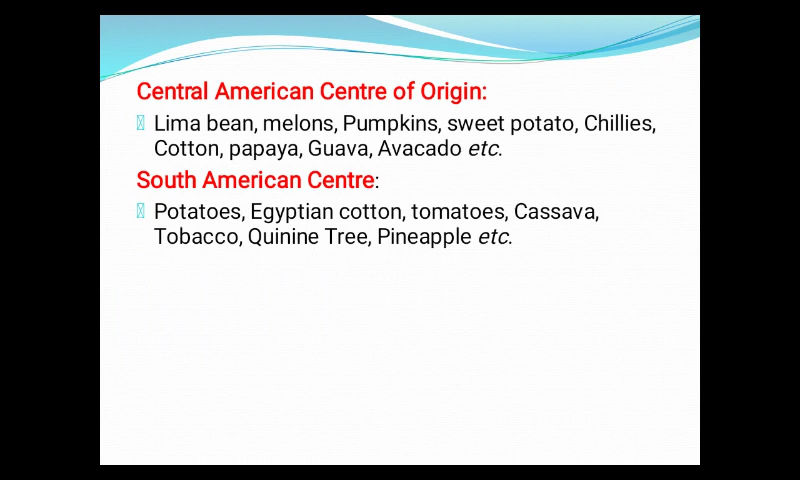 Central American Centre of Origin:
Lima bean, melons, Pumpkins, sweet potato, Chillies,
Cotton, papaya, Guava, Avacado etc.
South American Centre:
Potatoes, Egyptian cotton, tomatoes, Cassava,
Tobacco, Quinine Tree, Pineapple etc.